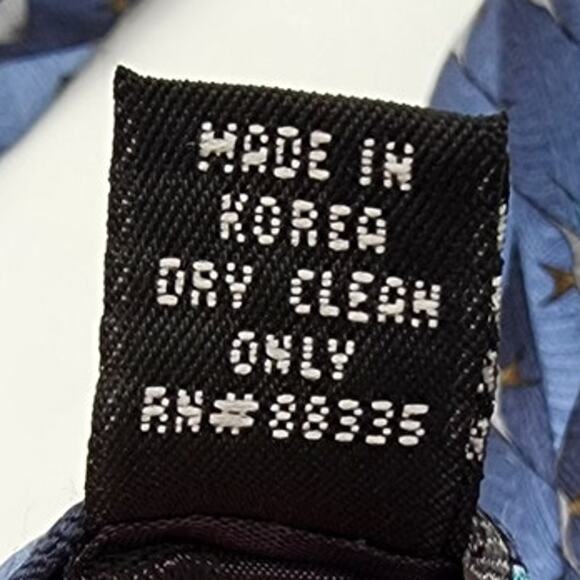 MADE IN
KOREA
DRY CLEAN
ONLY
RN#88335